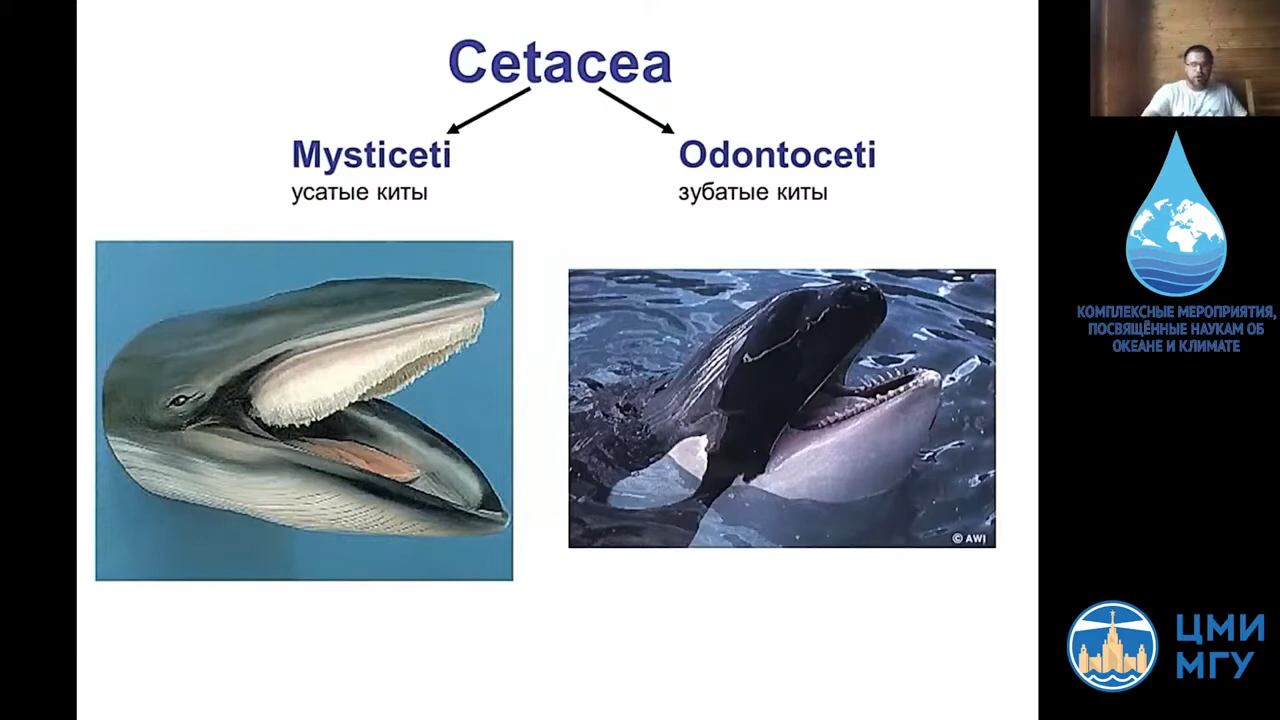 Cetacea
Mysticeti
усатые киты
Odontoceti
зубатые киты
© AWI
КОМПЛЕКСНЫЕ МЕРОПРИЯТИЯ,
ПОСВЯЩЁННЫЕ НАУКАМ ОБ
ОКЕАНЕ И КЛИМАТЕ
ЦМИ
МГУ